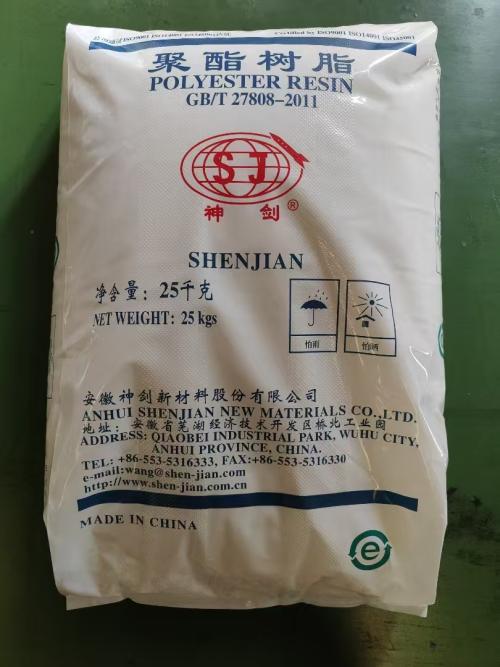 Certified by ISO9001 ISO14001 ISO45001
聚酯树脂
POLYESTER RESIN
GB/T 27808-2011
SJ
神剑®
SHENJIAN
净含量：25千克
NET WEIGHT: 25 kgs
怕雨
怕晒
安徽神剑新材料股份有限公司
ANHUI SHENJIAN NEW MATERIALS CO.,LTD.
地址：安徽省芜湖经济技术开发区桥北工业园
ADDRESS: QIAOBEI INDUSTRIAL PARK, WUHU CITY,
ANHUI PROVINCE, CHINA.
TEL: +86-553-5316333, FAX:+86-553-5316330
e-mail:wang@shen-jian.com
http://www.shen-jian.com.cn
MADE IN CHINA
e